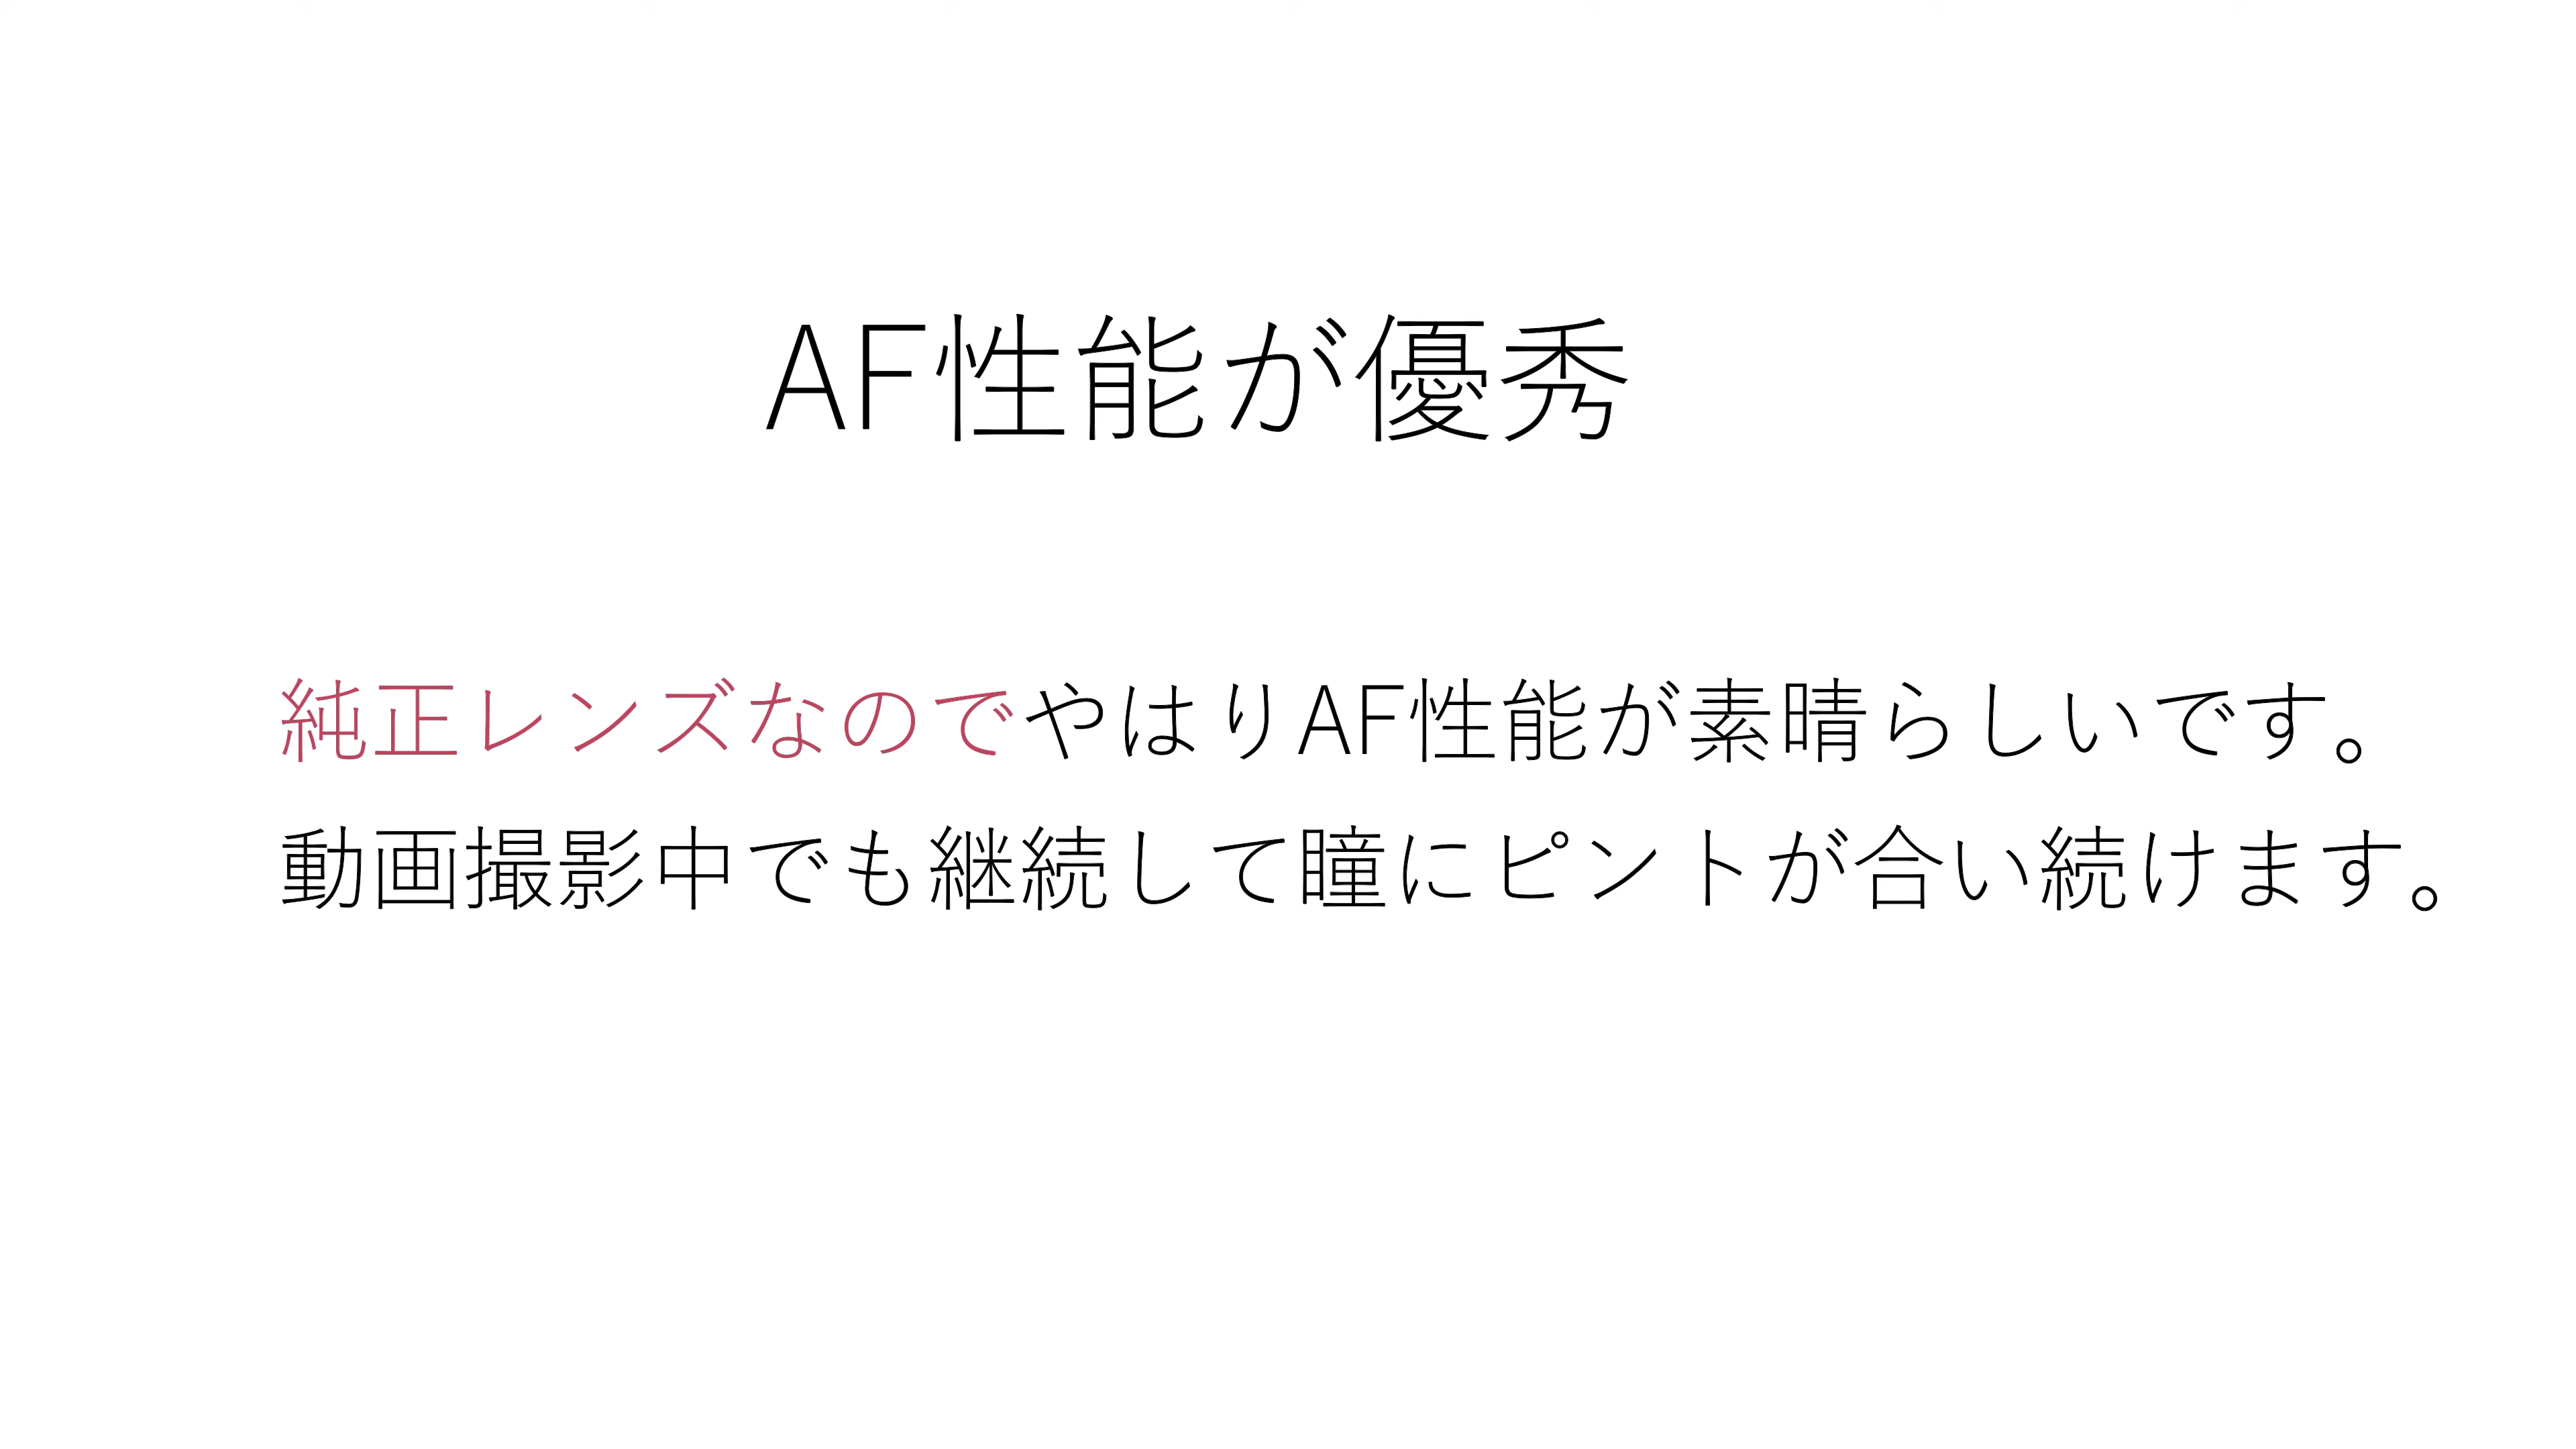 AF性能が優秀
純正レンズなのでやはりAF性能が素晴らしいです。
動画撮影中でも継続して瞳にピントが合い続けます。